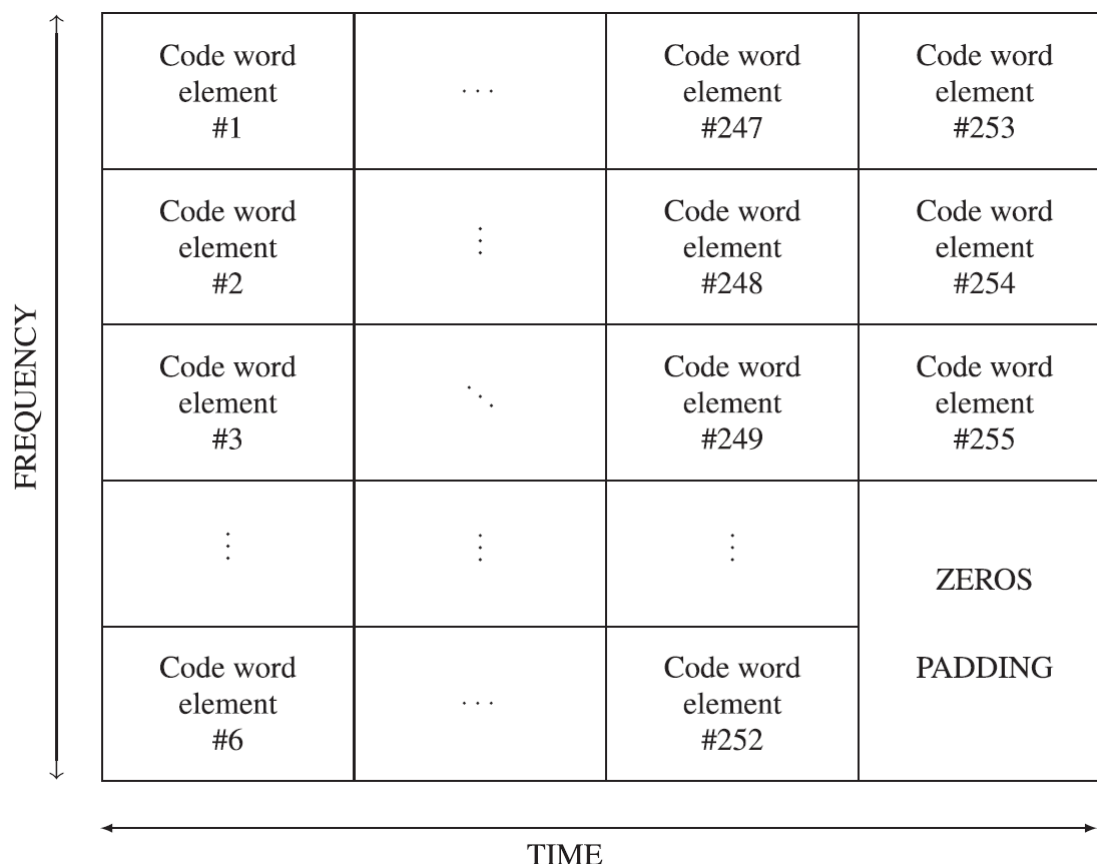 Code word
element
#1
. . .
Code word
element
#247
Code word
element
#253
Code word
element
#2
Code word
element
#248
Code word
element
#254
Code word
element
#3
Code word
element
#249
Code word
element
#255
ZEROS
PADDING
Code word
element
#6
. . .
Code word
element
#252
FREQUENCY
TIME